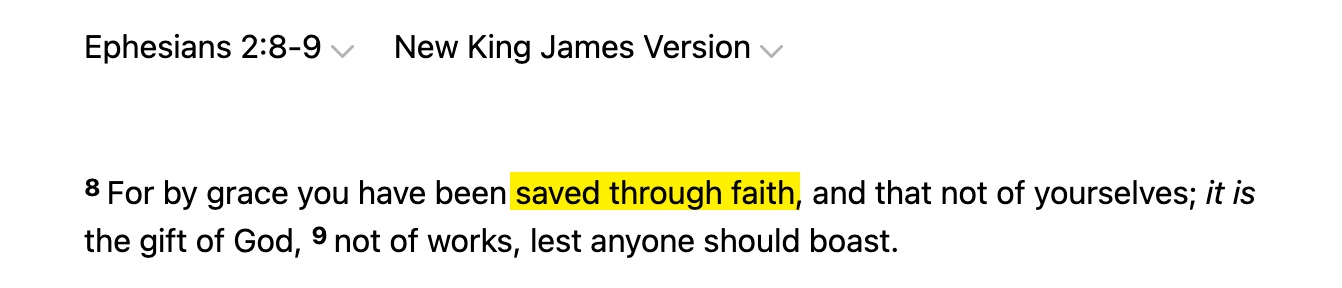 Ephesians 2:8-9 New King James Version
8 For by grace you have been saved through faith, and that not of yourselves; it is
the gift of God, 9 not of works, lest anyone should boast.